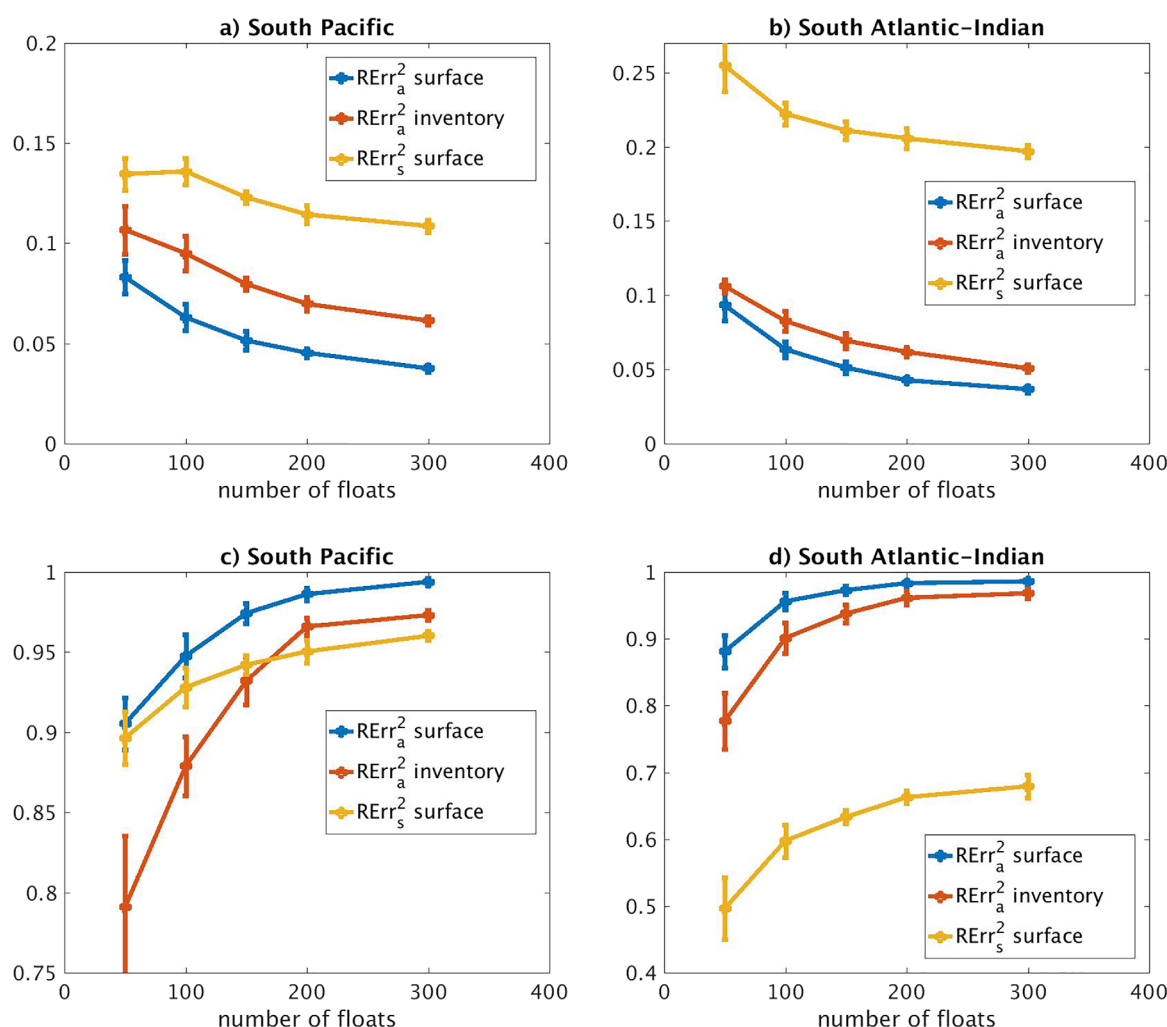 a) South Pacific
0.2
0.15
0.1
0.05
0
RErr²ₐ surface
RErr²ₐ inventory
RErr²ₛ surface
0 100 200 300 400
number of floats
b) South Atlantic-Indian
0.25
0.2
0.15
0.1
0.05
0
RErr²ₐ surface
RErr²ₐ inventory
RErr²ₛ surface
0 100 200 300 400
number of floats
c) South Pacific
1
0.95
0.9
0.85
0.8
0.75
RErr²ₐ surface
RErr²ₐ inventory
RErr²ₛ surface
0 100 200 300 400
number of floats
d) South Atlantic-Indian
1
0.9
0.8
0.7
0.6
0.5
0.4
RErr²ₐ surface
RErr²ₐ inventory
RErr²ₛ surface
0 100 200 300 400
number of floats